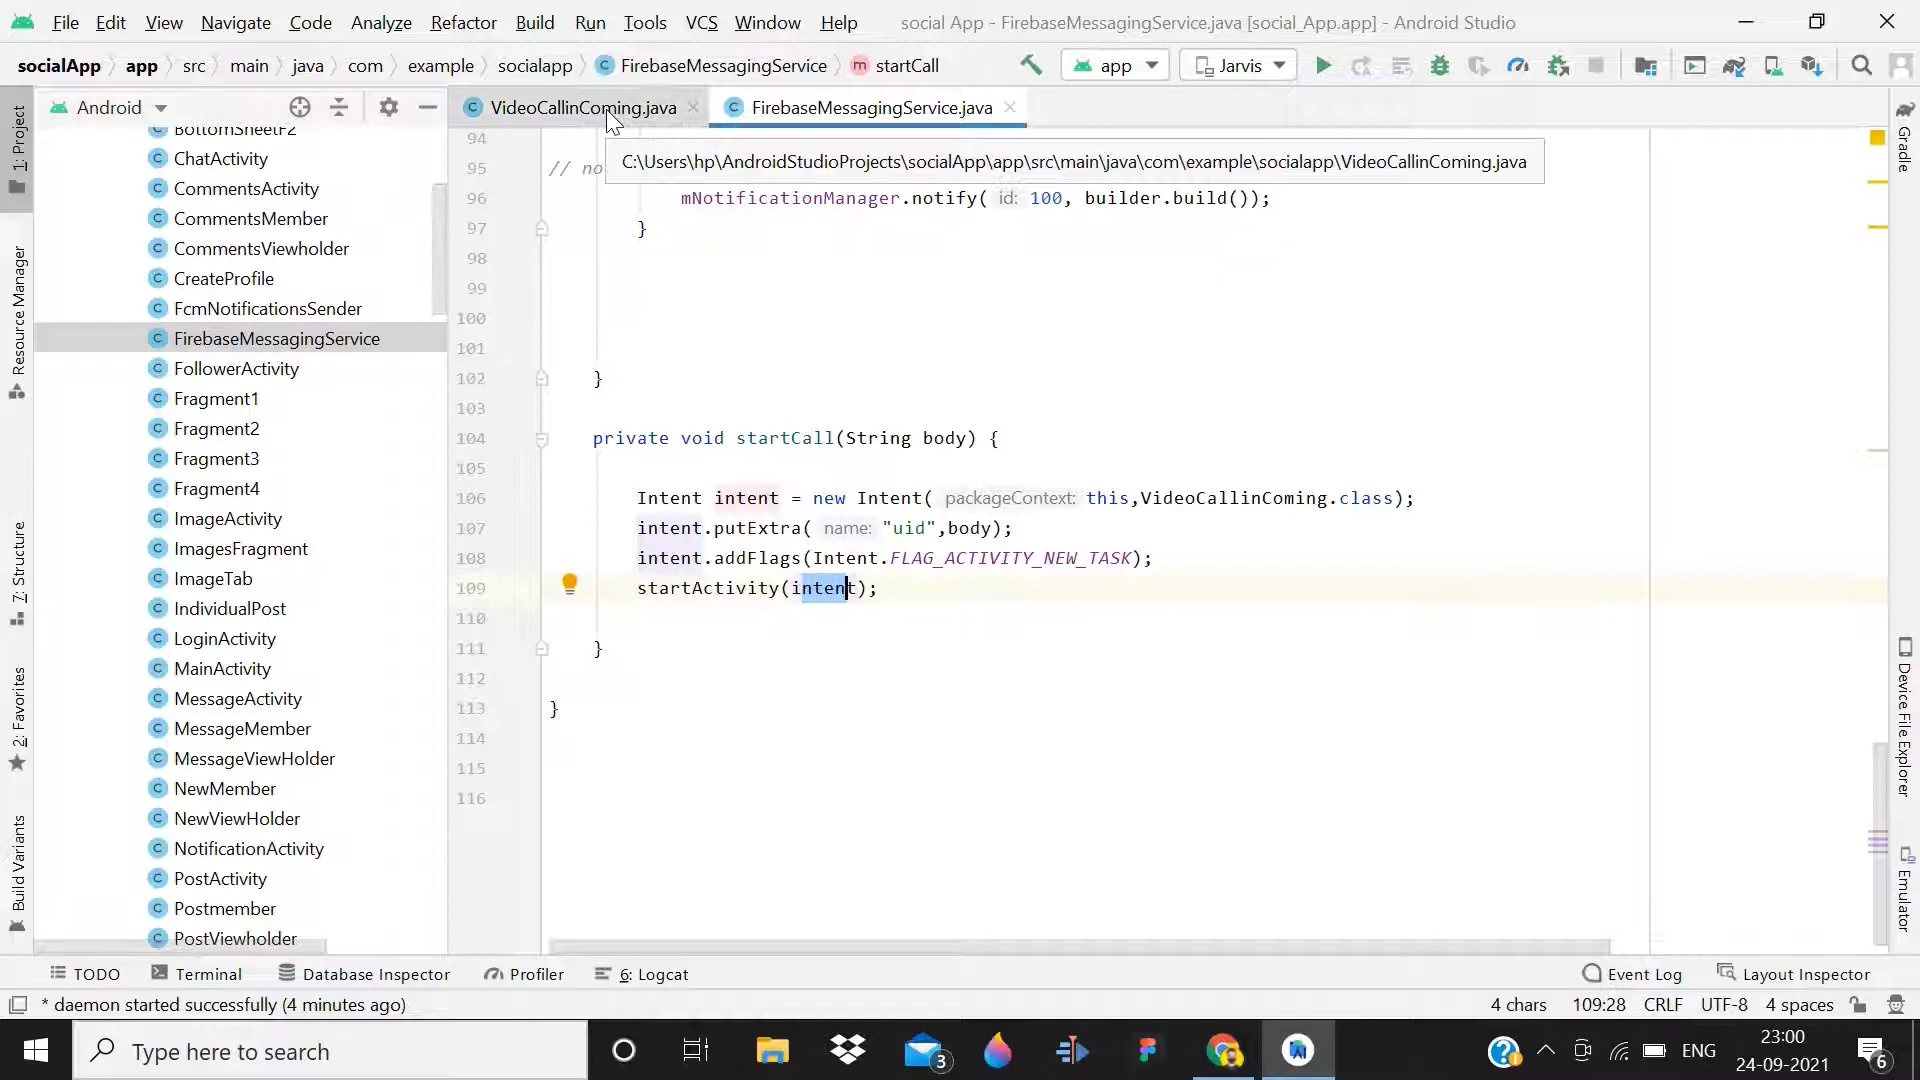 File Edit View Navigate Code Analyze Refactor Build Run Tools VCS Window Help social App - FirebaseMessagingService.java [social_App.app] - Android Studio
socialApp app src main java com example socialapp FirebaseMessagingService startCall app Jarvis
Android VideoCallinComing.java FirebaseMessagingService.java
C:\Users\hp\AndroidStudioProjects\socialApp\app\src\main\java\com\example\socialapp\VideoCallinComing.java
BottomSheetF2
ChatActivity
CommentsActivity
CommentsMember
CommentsViewholder
CreateProfile
FcmNotificationsSender
FirebaseMessagingService
FollowerActivity
Fragment1
Fragment2
Fragment3
Fragment4
ImageActivity
ImagesFragment
ImageTab
IndividualPost
LoginActivity
MainActivity
MessageActivity
MessageMember
MessageViewHolder
NewMember
NewViewHolder
NotificationActivity
PostActivity
Postmember
PostViewholder
94
95 // no
96 mNotificationManager.notify( id: 100, builder.build());
97 }
98
99
100
101
102 }
103
104 private void startCall(String body) {
105
106 Intent intent = new Intent( packageContext: this,VideoCallinComing.class);
107 intent.putExtra( name: "uid",body);
108 intent.addFlags(Intent.FLAG_ACTIVITY_NEW_TASK);
109 startActivity(intent);
110
111 }
112
113 }
114
115
116
1: Project
Resource Manager
7: Structure
2: Favorites
Build Variants
Gradle
Device File Explorer
Emulator
TODO Terminal Database Inspector Profiler 6: Logcat Event Log Layout Inspector
* daemon started successfully (4 minutes ago) 4 chars 109:28 CRLF UTF-8 4 spaces
Type here to search 3 ENG 23:00
24-09-2021 6